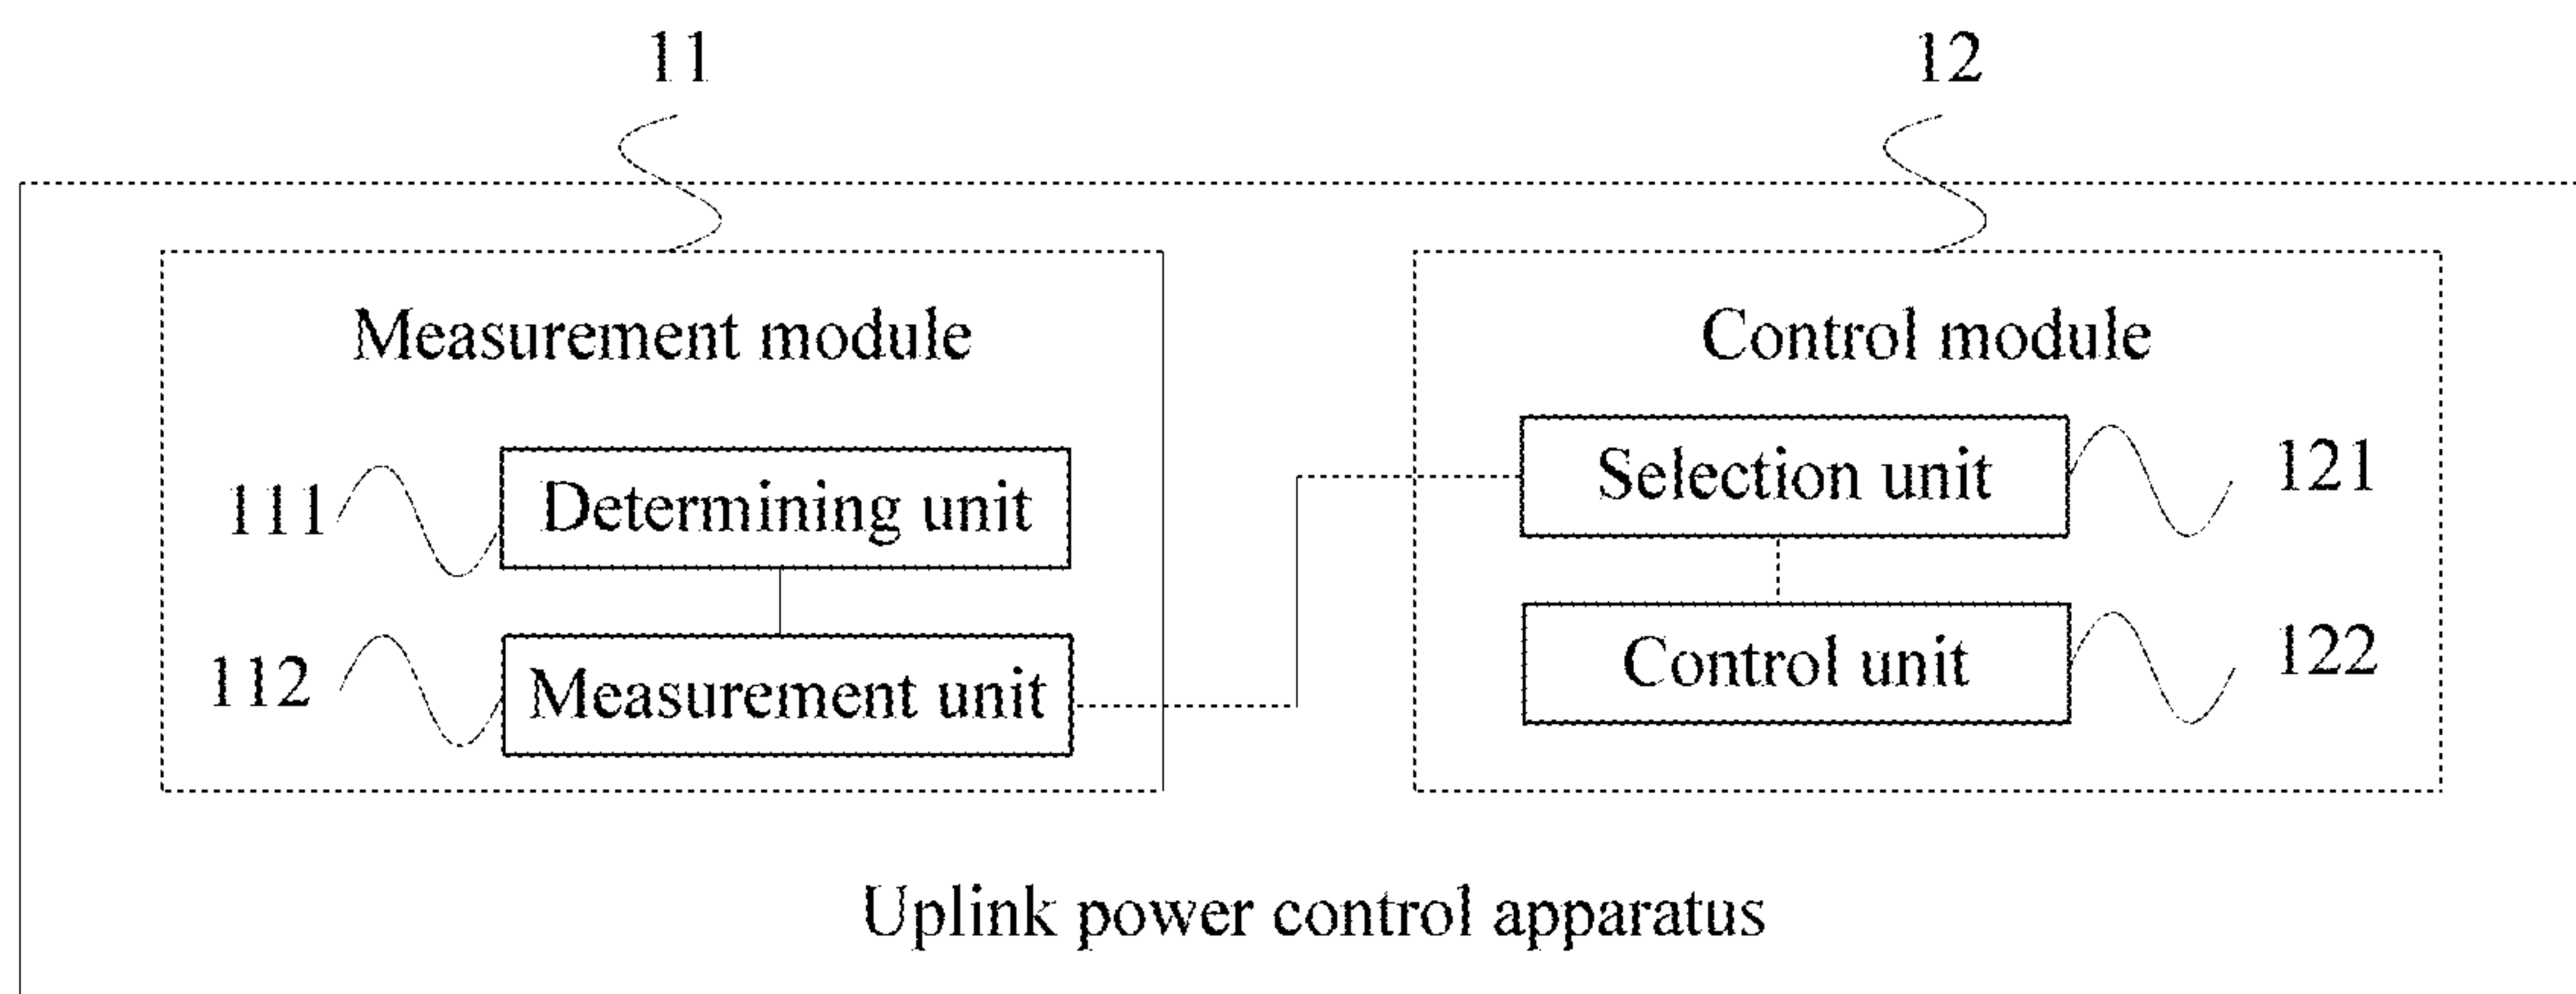 11
12
Measurement module
Control module
111
Determining unit
Selection unit
121
112
Measurement unit
Control unit
122
Uplink power control apparatus